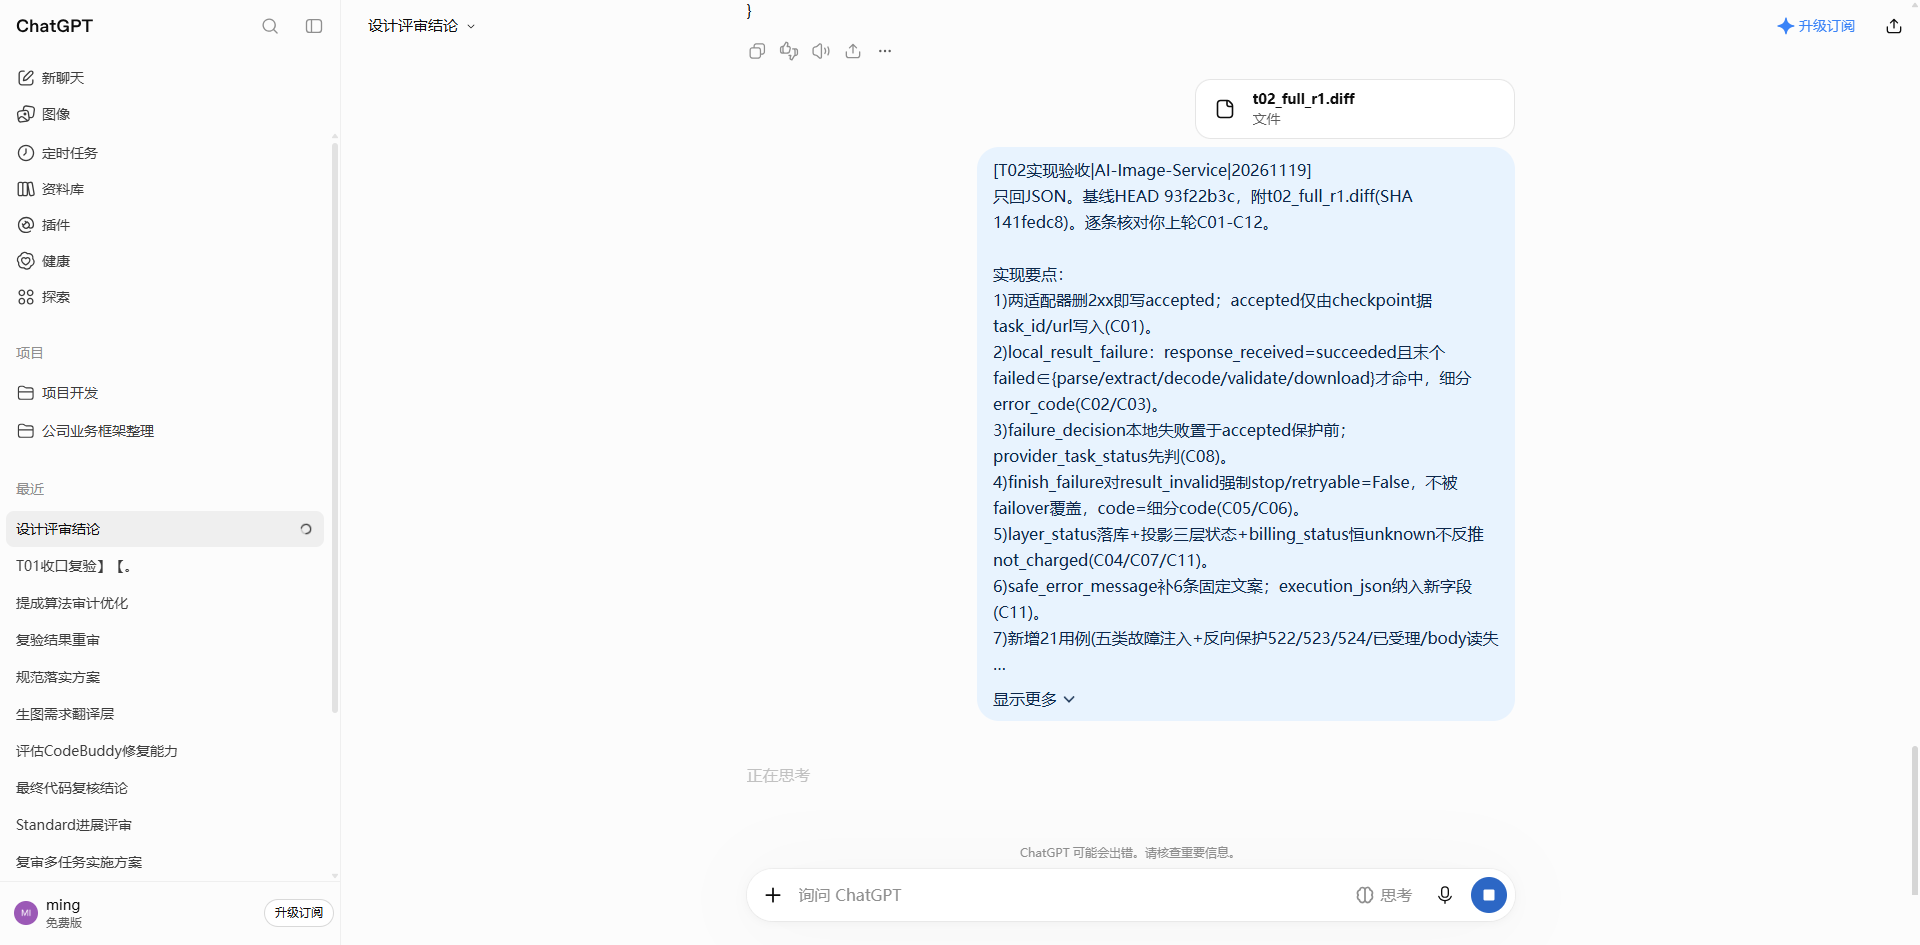 ChatGPT
新聊天
图像
定时任务
资料库
插件
健康
探索
项目
项目开发
公司业务框架整理
最近
设计评审结论
T01收口复验】【。
提成算法审计优化
复验结果重审
规范落实方案
生图需求翻译层
评估CodeBuddy修复能力
最终代码复核结论
Standard进展评审
复审多任务实施方案
MI
ming
免费版
升级订阅
设计评审结论
升级订阅
}
t02_full_r1.diff
文件
[T02实现验收|AI-Image-Service|20261119]
只回JSON。基线HEAD 93f22b3c，附t02_full_r1.diff(SHA
141fedc8)。逐条核对你上轮C01-C12。
实现要点：
1)两适配器删2xx即写accepted；accepted仅由checkpoint据
task_id/url写入(C01)。
2)local_result_failure：response_received=succeeded且末个
failed∈{parse/extract/decode/validate/download}才命中，细分
error_code(C02/C03)。
3)failure_decision本地失败置于accepted保护前；
provider_task_status先判(C08)。
4)finish_failure对result_invalid强制stop/retryable=False，不被
failover覆盖，code=细分code(C05/C06)。
5)layer_status落库+投影三层状态+billing_status恒unknown不反推
not_charged(C04/C07/C11)。
6)safe_error_message补6条固定文案；execution_json纳入新字段
(C11)。
7)新增21用例(五类故障注入+反向保护522/523/524/已受理/body读失
...
显示更多
正在思考
ChatGPT 可能会出错。请核查重要信息。
询问 ChatGPT
思考